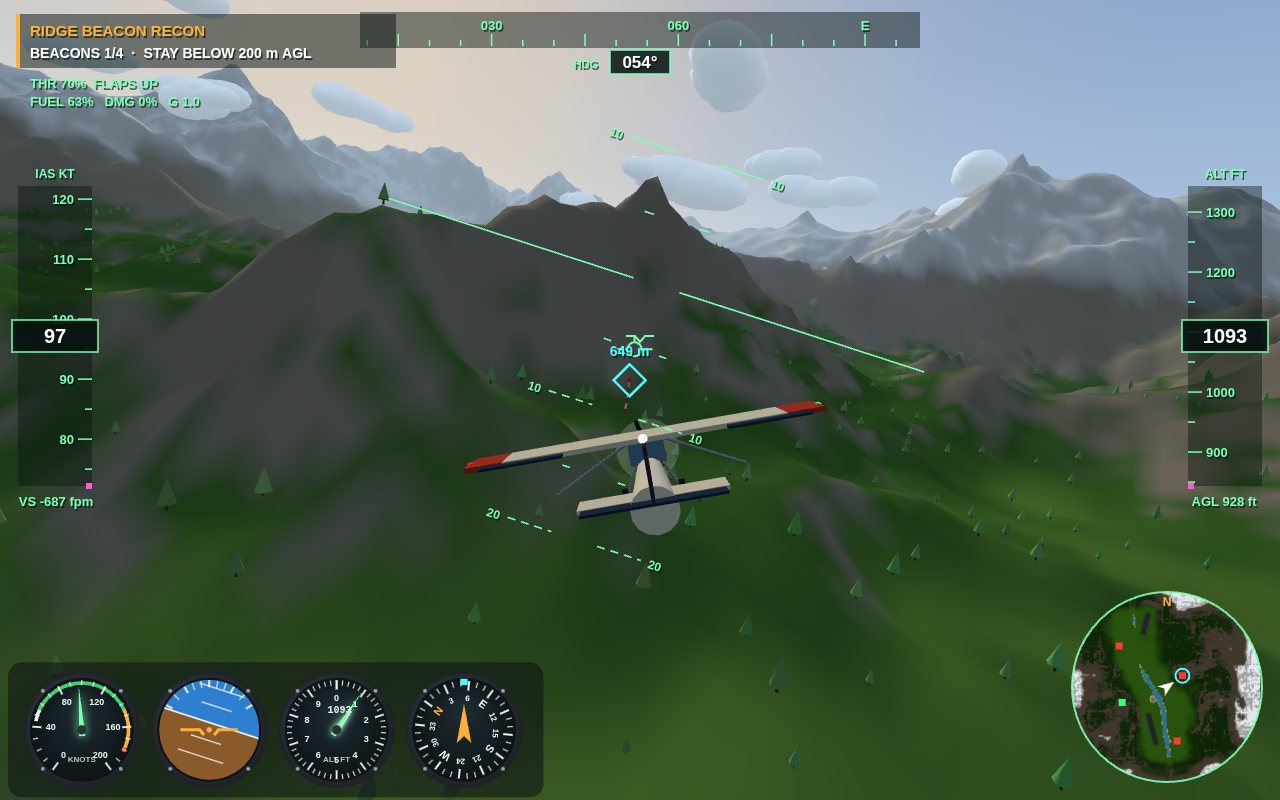 RIDGE BEACON RECON
BEACONS 1/4 · STAY BELOW 200 m AGL
THR 70% FLAPS UP
FUEL 63% DMG 0% G 1.0
030 060 E
HDG 054°
IAS KT
120
110
100
97
90
80
VS -687 fpm
ALT FT
1300
1200
1093
1000
900
AGL 928 ft
10 10
649 m
10 10
20 20
N
0 40 80 120 160 200
KNOTS
0 1 2 3 4 5 6 7 8 9
1093
ALT FT
N 3 6 E 12 15 S 21 24 W 30 33